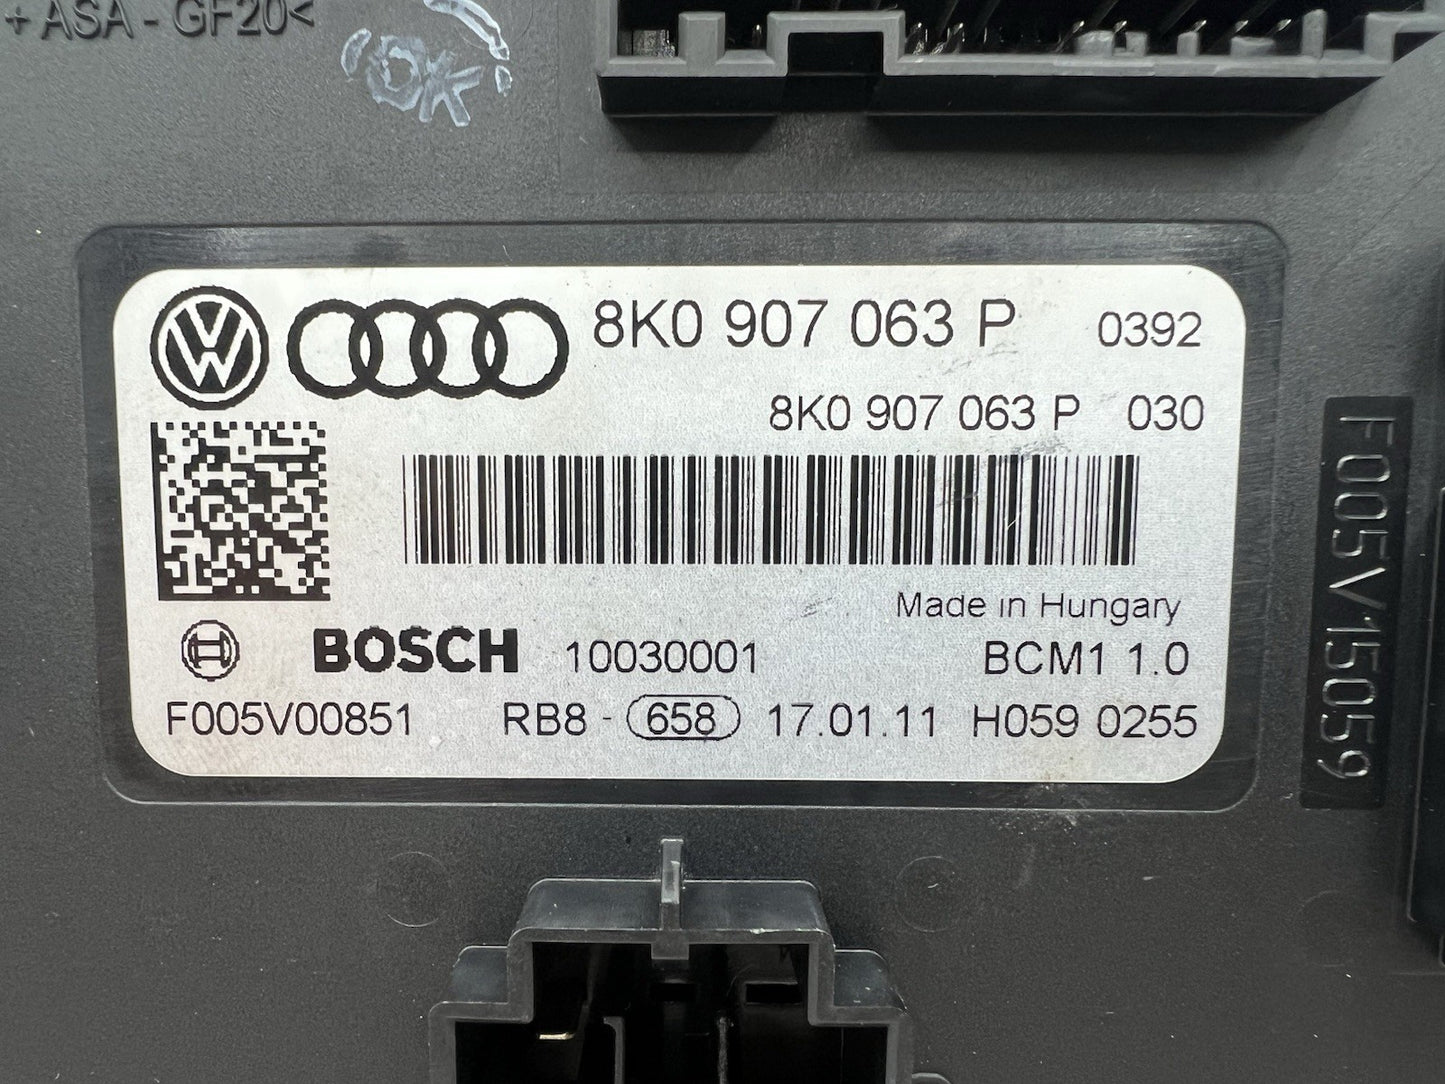 + ASA - GF20<
OK
8K0 907 063 P 0392
8K0 907 063 P 030
Made in Hungary
BOSCH 10030001 BCM1 1.0
F005V00851 RB8 - 658 17.01.11 H059 0255
F005V15059